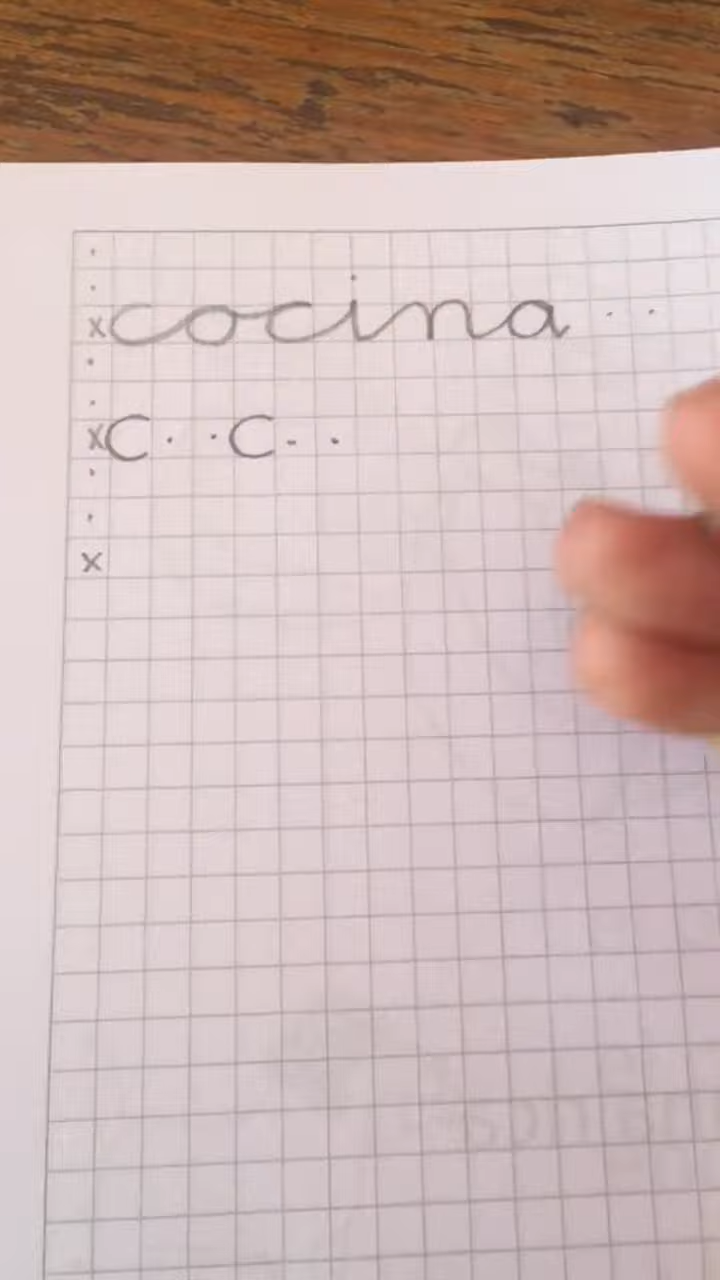 x cocina . .
x C . . C . .
x